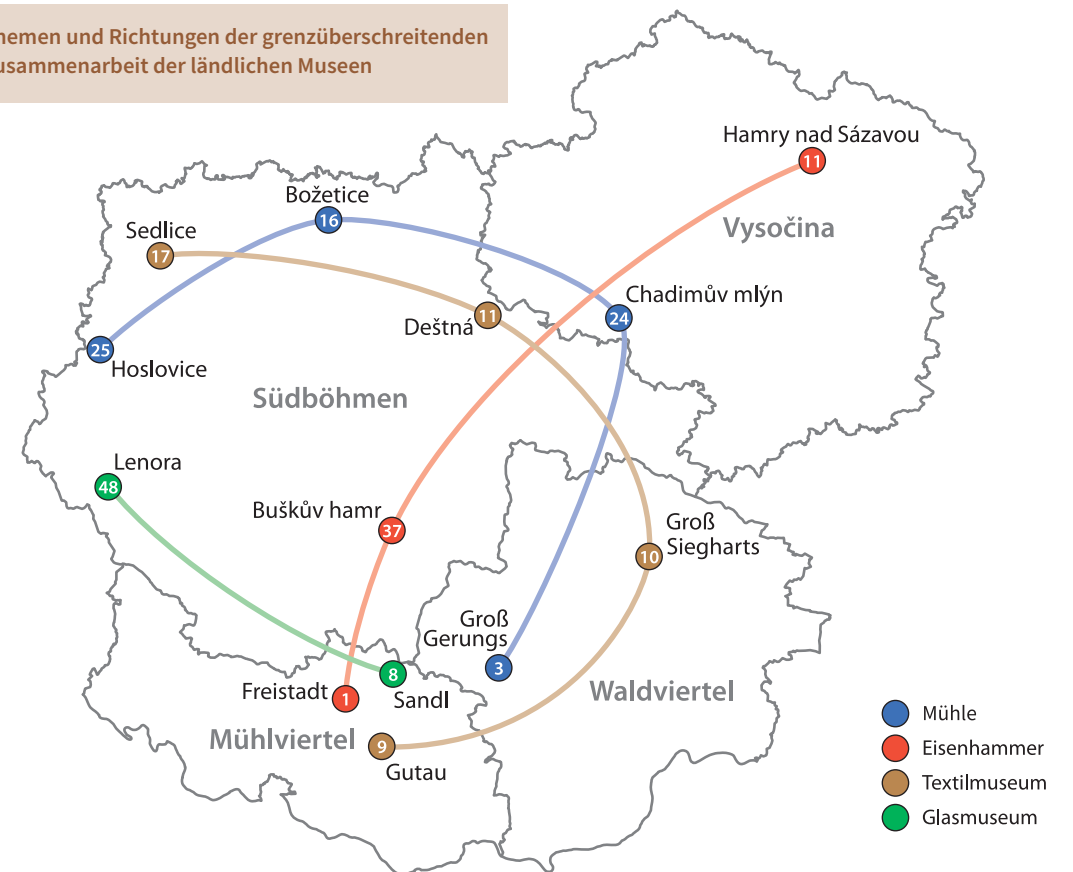 hemen und Richtungen der grenzüberschreitenden
usammenarbeit der ländlichen Museen
Hamry nad Sázavou
11
Božetice
16
Vysočina
Sedlice
17
Chadimův mlýn
24
11
Deštná
25
Hoslovice
Südböhmen
Lenora
48
Buškův hamr
37
Groß
Siegharts
10
Groß
Gerungs
3
8
Sandl
Freistadt
1
Waldviertel
Mühlviertel
9
Gutau
Mühle
Eisenhammer
Textilmuseum
Glasmuseum